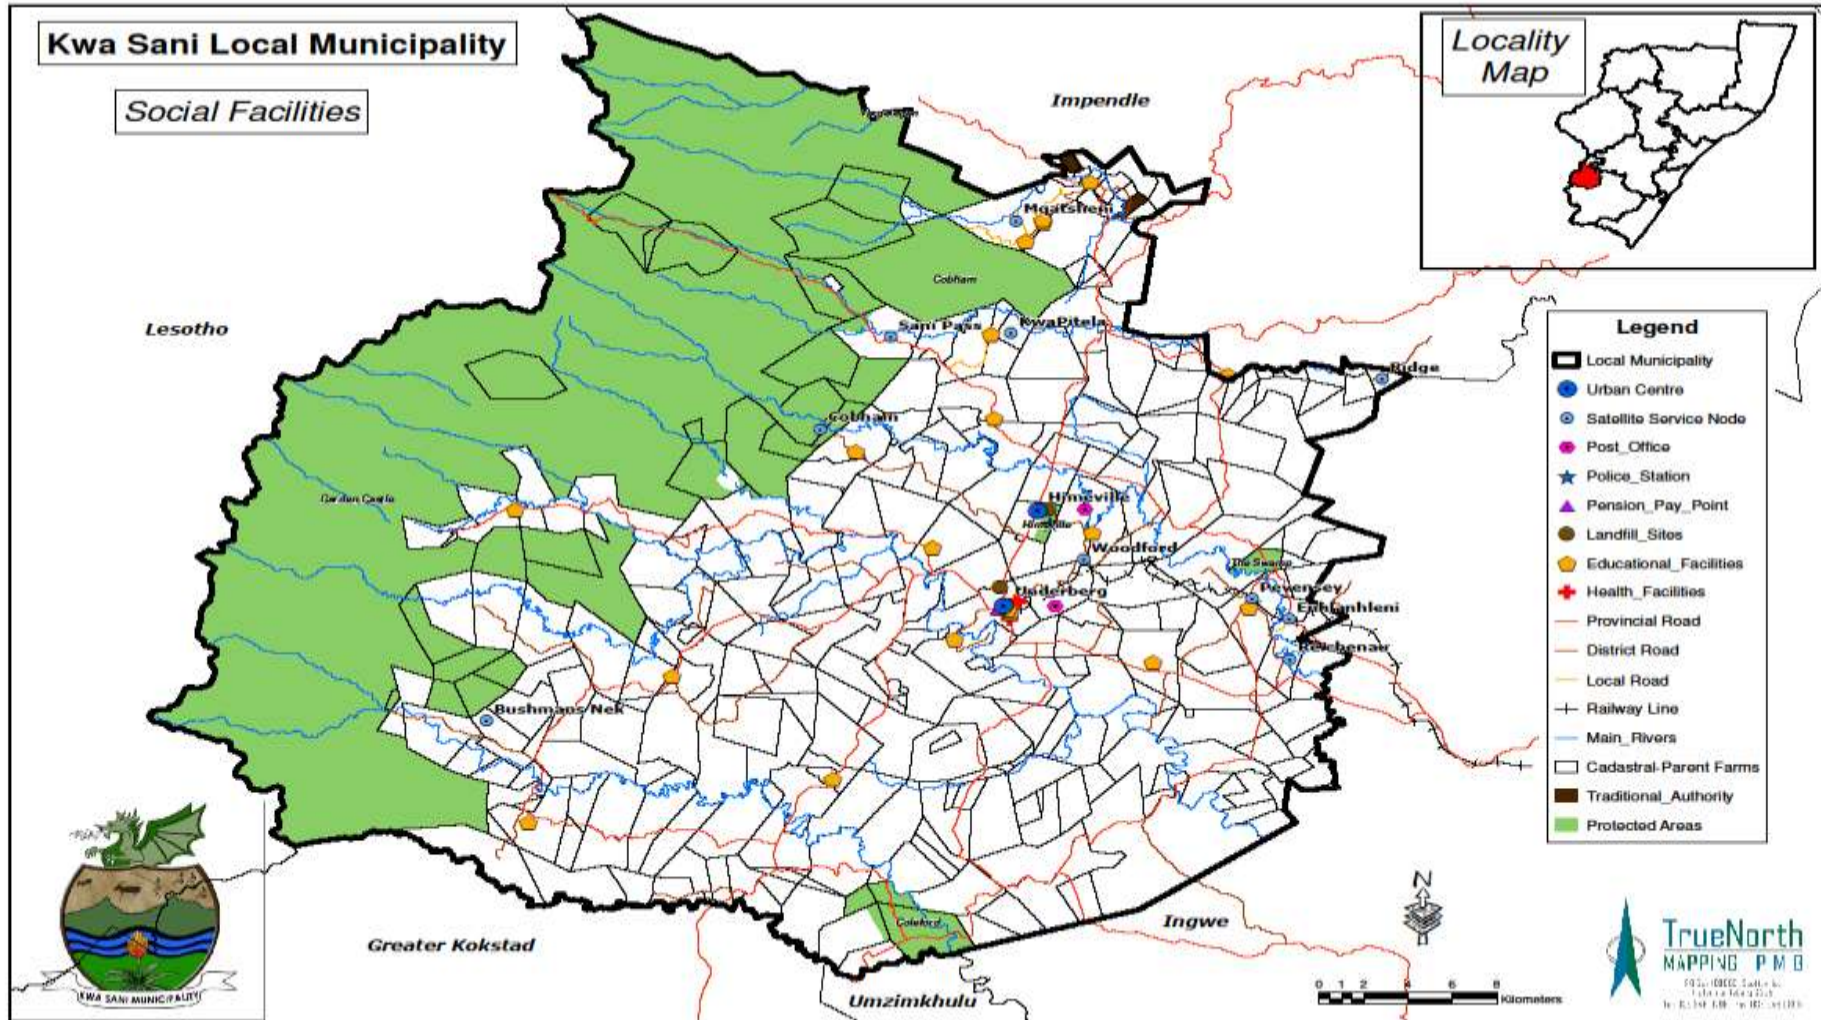 Kwa Sani Local Municipality
Social Facilities
Locality
Map
Impendle
Lesotho
Mqatsheni
Cobham
Sani Pass
KwaPitela
Ridge
Cobham
Garden Castle
Himeville
Himeville
Woodford
The Swamp
Underberg
Pevensey
Enhlanhleni
Reichenau
Bushmans Nek
Coleford
Ingwe
Greater Kokstad
Umzimkhulu
Legend
Local Municipality
Urban Centre
Satellite Service Node
Post_Office
Police_Station
Pension_Pay_Point
Landfill_Sites
Educational_Facilities
Health_Facilities
Provincial Road
District Road
Local Road
Railway Line
Main_Rivers
Cadastral-Parent Farms
Traditional_Authority
Protected Areas
N
0 1 2 4 6 8
Kilometers
KWA SANI MUNICIPALITY
TrueNorth
MAPPING PMB